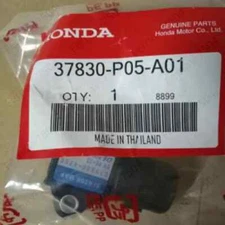 HONDA
GENUINE PARTS
Honda Motor Co., Ltd.
37830-P05-A01
QTY: 1
8899
MADE IN THAILAND